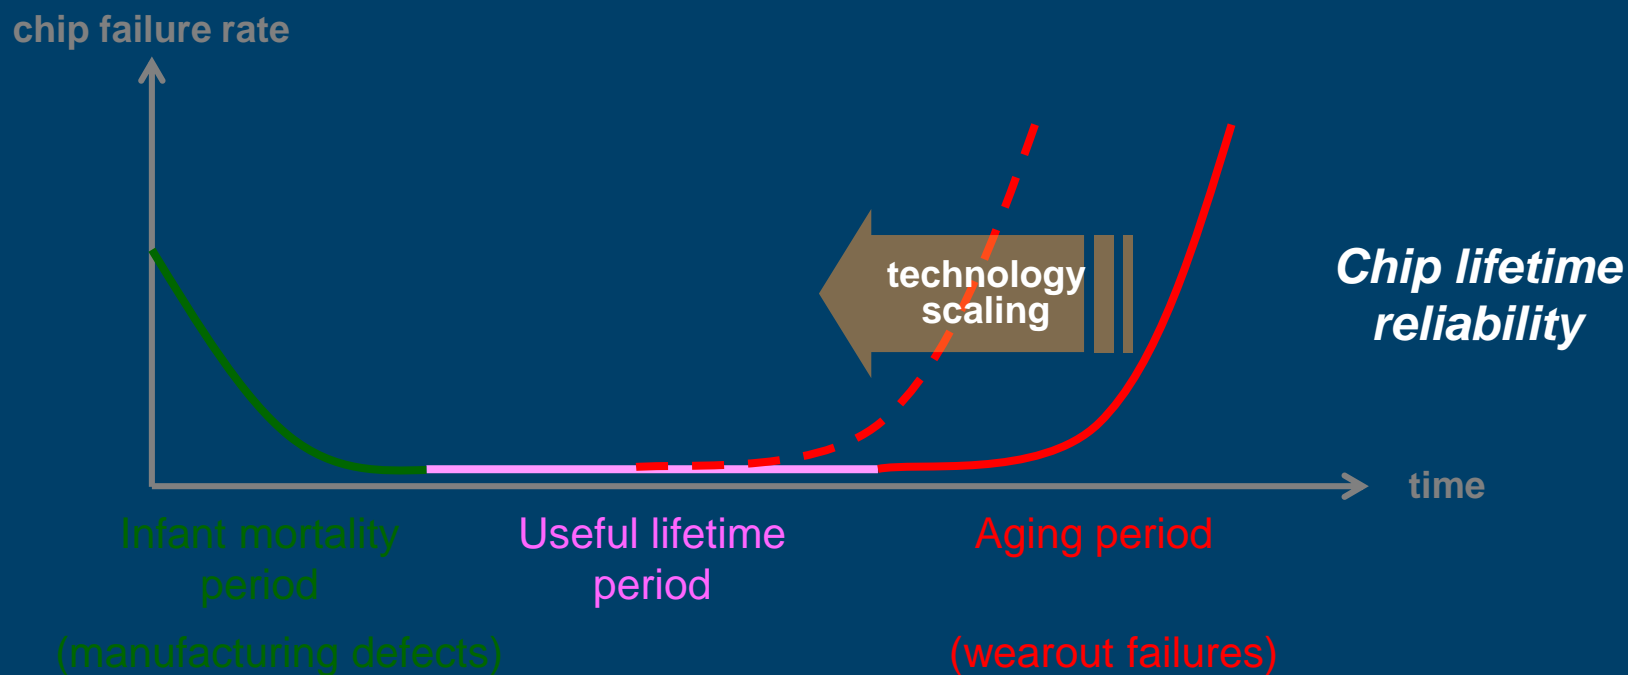 chip failure rate
technology
scaling
Chip lifetime
reliability
time
Infant mortality
period
Useful lifetime
period
Aging period
(manufacturing defects)
(wearout failures)